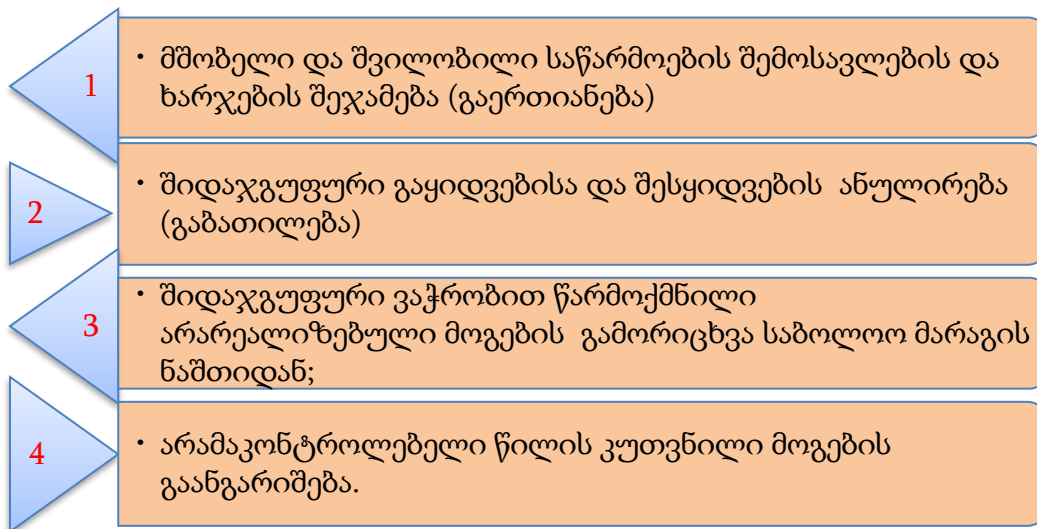 1
• მშობელი და შვილობილი საწარმოების შემოსავლების და
ხარჯების შეჯამება (გაერთიანება)
2
• შიდაჯგუფური გაყიდვებისა და შესყიდვების ანულირება
(გაბათილება)
3
• შიდაჯგუფური ვაჭრობით წარმოქმნილი
არარეალიზებული მოგების გამორიცხვა საბოლოო მარაგის
ნაშთიდან;
4
• არამაკონტროლებელი წილის კუთვნილი მოგების
გაანგარიშება.